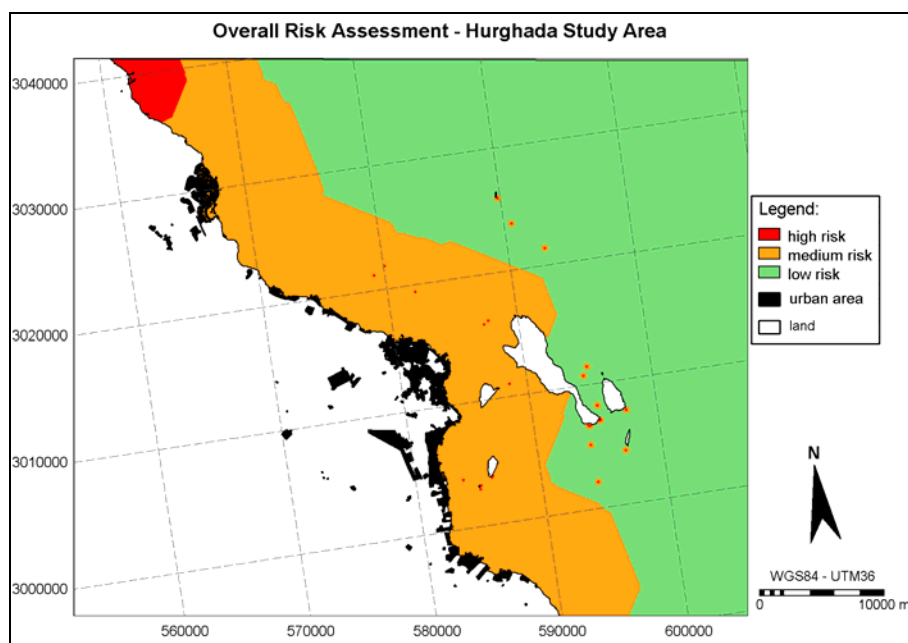 Overall Risk Assessment - Hurghada Study Area
3040000
3030000
3020000
3010000
3000000
560000
570000
580000
590000
600000
Legend:
high risk
medium risk
low risk
urban area
land
N
WGS84 - UTM36
0
10000 m